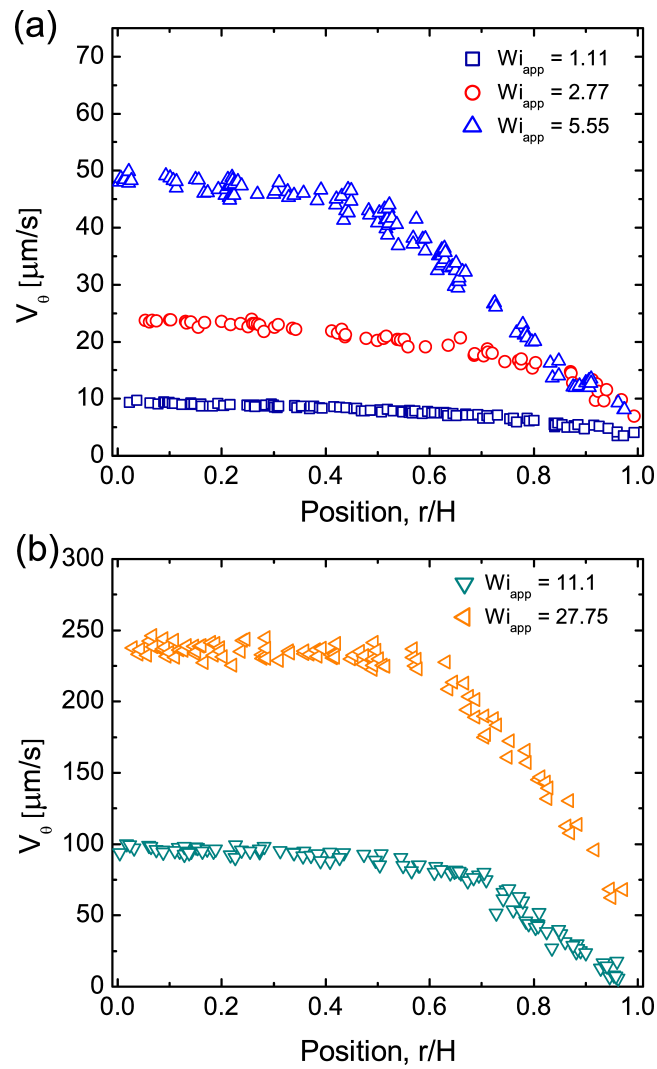 (a)
70
60
50
40
30
20
10
0
V_θ [μm/s]
Wi_app = 1.11
Wi_app = 2.77
Wi_app = 5.55
0.0 0.2 0.4 0.6 0.8 1.0
Position, r/H
(b)
300
250
200
150
100
50
0
V_θ [μm/s]
Wi_app = 11.1
Wi_app = 27.75
0.0 0.2 0.4 0.6 0.8 1.0
Position, r/H